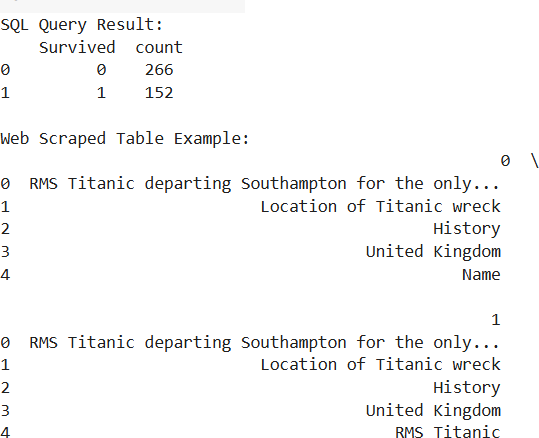 SQL Query Result:
Survived count
0 0 266
1 1 152
Web Scraped Table Example:
0 \
0 RMS Titanic departing Southampton for the only...
1 Location of Titanic wreck
2 History
3 United Kingdom
4 Name
1
0 RMS Titanic departing Southampton for the only...
1 Location of Titanic wreck
2 History
3 United Kingdom
4 RMS Titanic